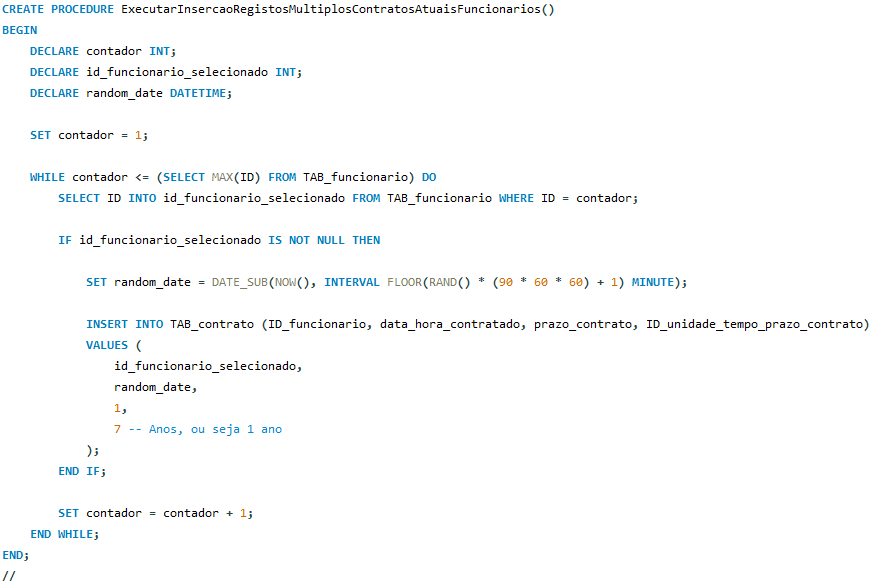 CREATE PROCEDURE ExecutarInsercaoRegistosMultiplosContratosAtuaisFuncionarios()
BEGIN
    DECLARE contador INT;
    DECLARE id_funcionario_selecionado INT;
    DECLARE random_date DATETIME;

    SET contador = 1;

    WHILE contador <= (SELECT MAX(ID) FROM TAB_funcionario) DO
        SELECT ID INTO id_funcionario_selecionado FROM TAB_funcionario WHERE ID = contador;

        IF id_funcionario_selecionado IS NOT NULL THEN

            SET random_date = DATE_SUB(NOW(), INTERVAL FLOOR(RAND() * (90 * 60 * 60) + 1) MINUTE);

            INSERT INTO TAB_contrato (ID_funcionario, data_hora_contratado, prazo_contrato, ID_unidade_tempo_prazo_contrato)
            VALUES (
                id_funcionario_selecionado,
                random_date,
                1,
                7 -- Anos, ou seja 1 ano
            );
        END IF;

        SET contador = contador + 1;
    END WHILE;
END;
//